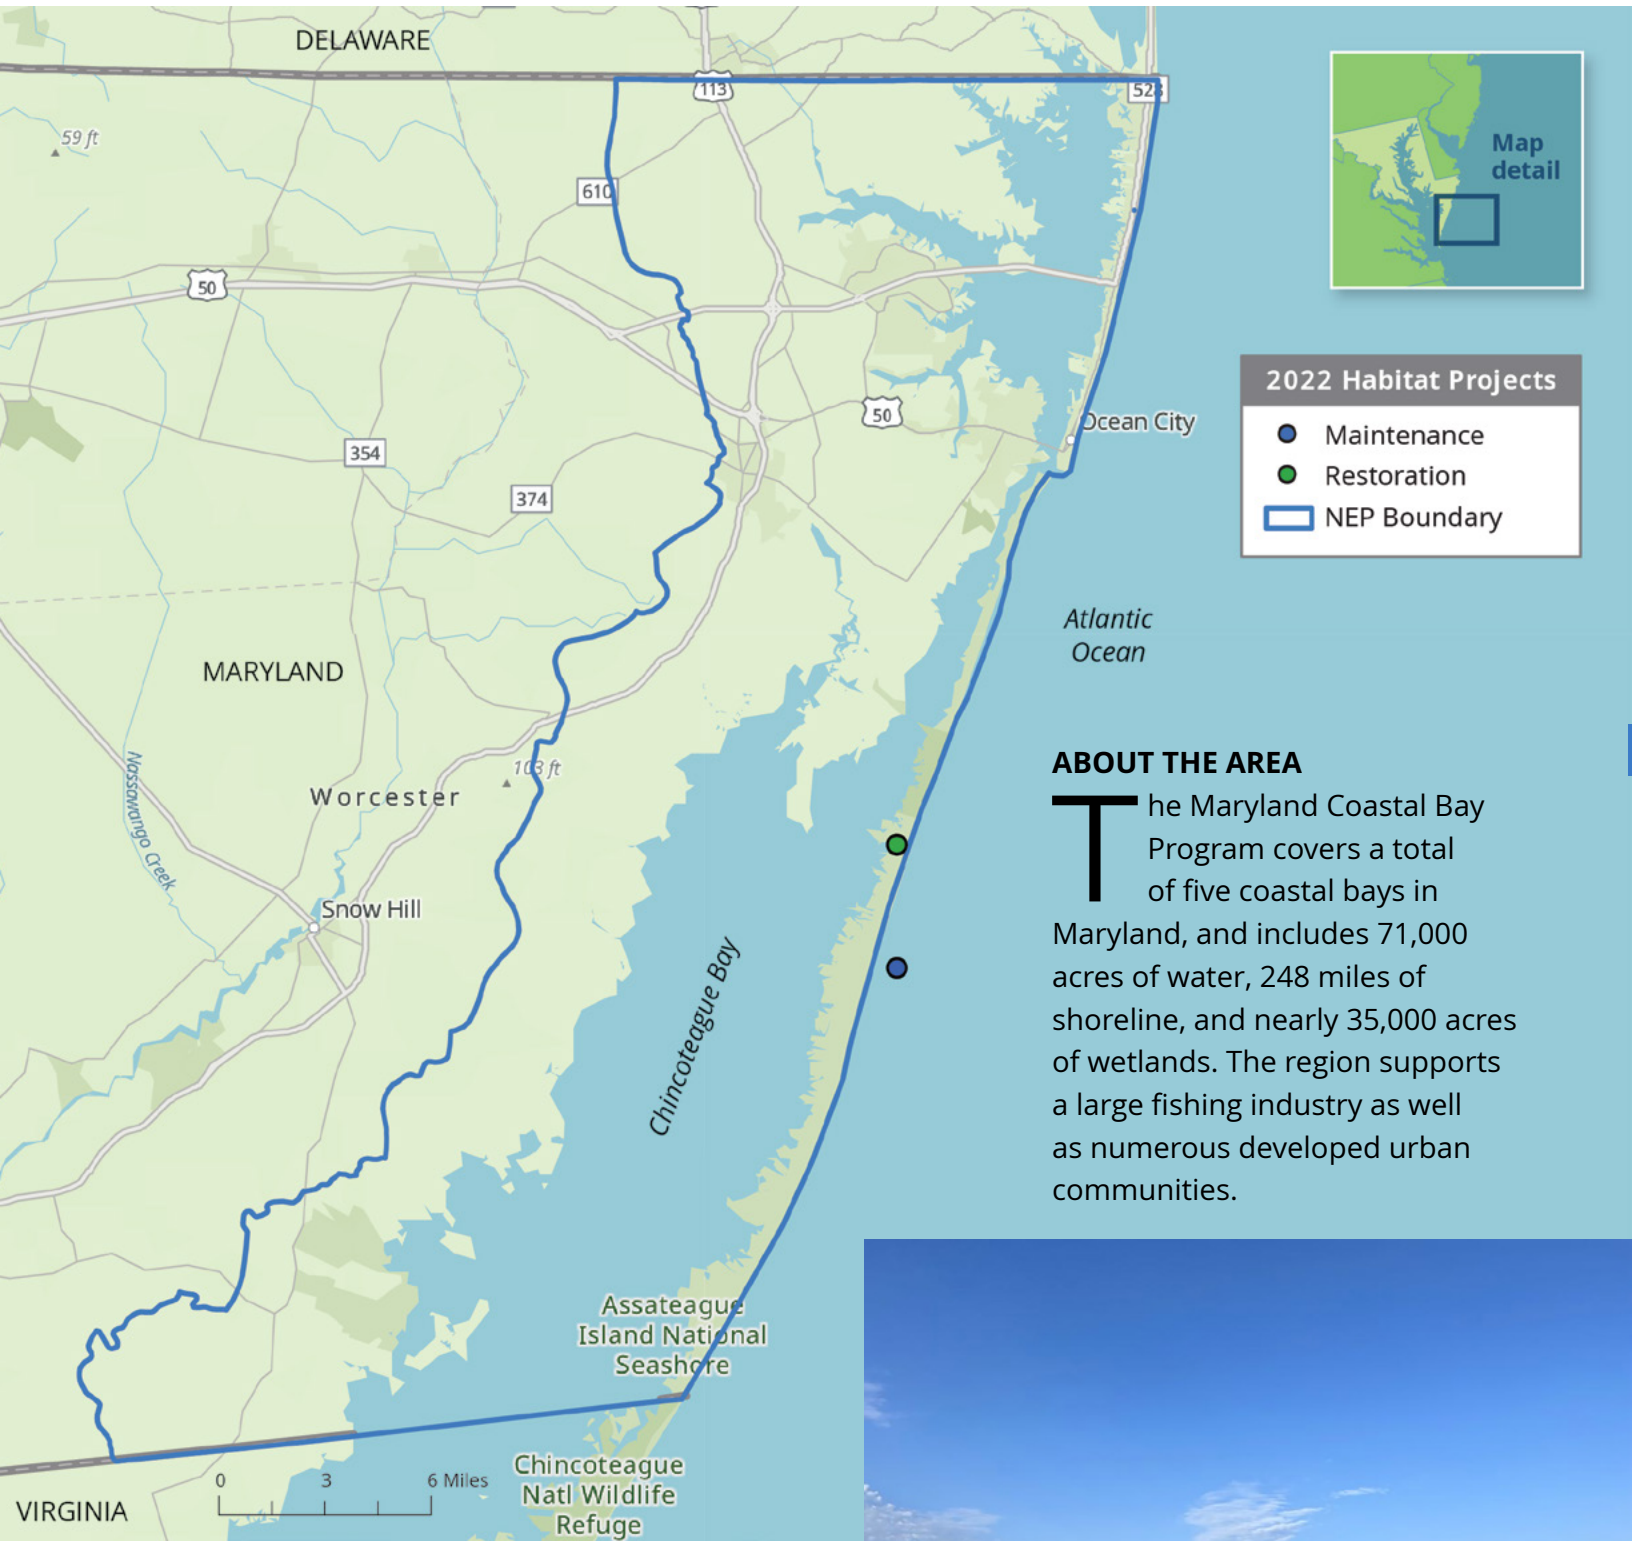 DELAWARE
113
528
59 ft
Map
detail
610
50
2022 Habitat Projects
Maintenance
Restoration
NEP Boundary
50
Ocean City
354
374
Atlantic
Ocean
MARYLAND
103 ft
Worcester
Nassawango Creek
Snow Hill
Chincoteague Bay
ABOUT THE AREA
The Maryland Coastal Bay
Program covers a total
of five coastal bays in
Maryland, and includes 71,000
acres of water, 248 miles of
shoreline, and nearly 35,000 acres
of wetlands. The region supports
a large fishing industry as well
as numerous developed urban
communities.
Assateague
Island National
Seashore
0 3 6 Miles
Chincoteague
Natl Wildlife
Refuge
VIRGINIA